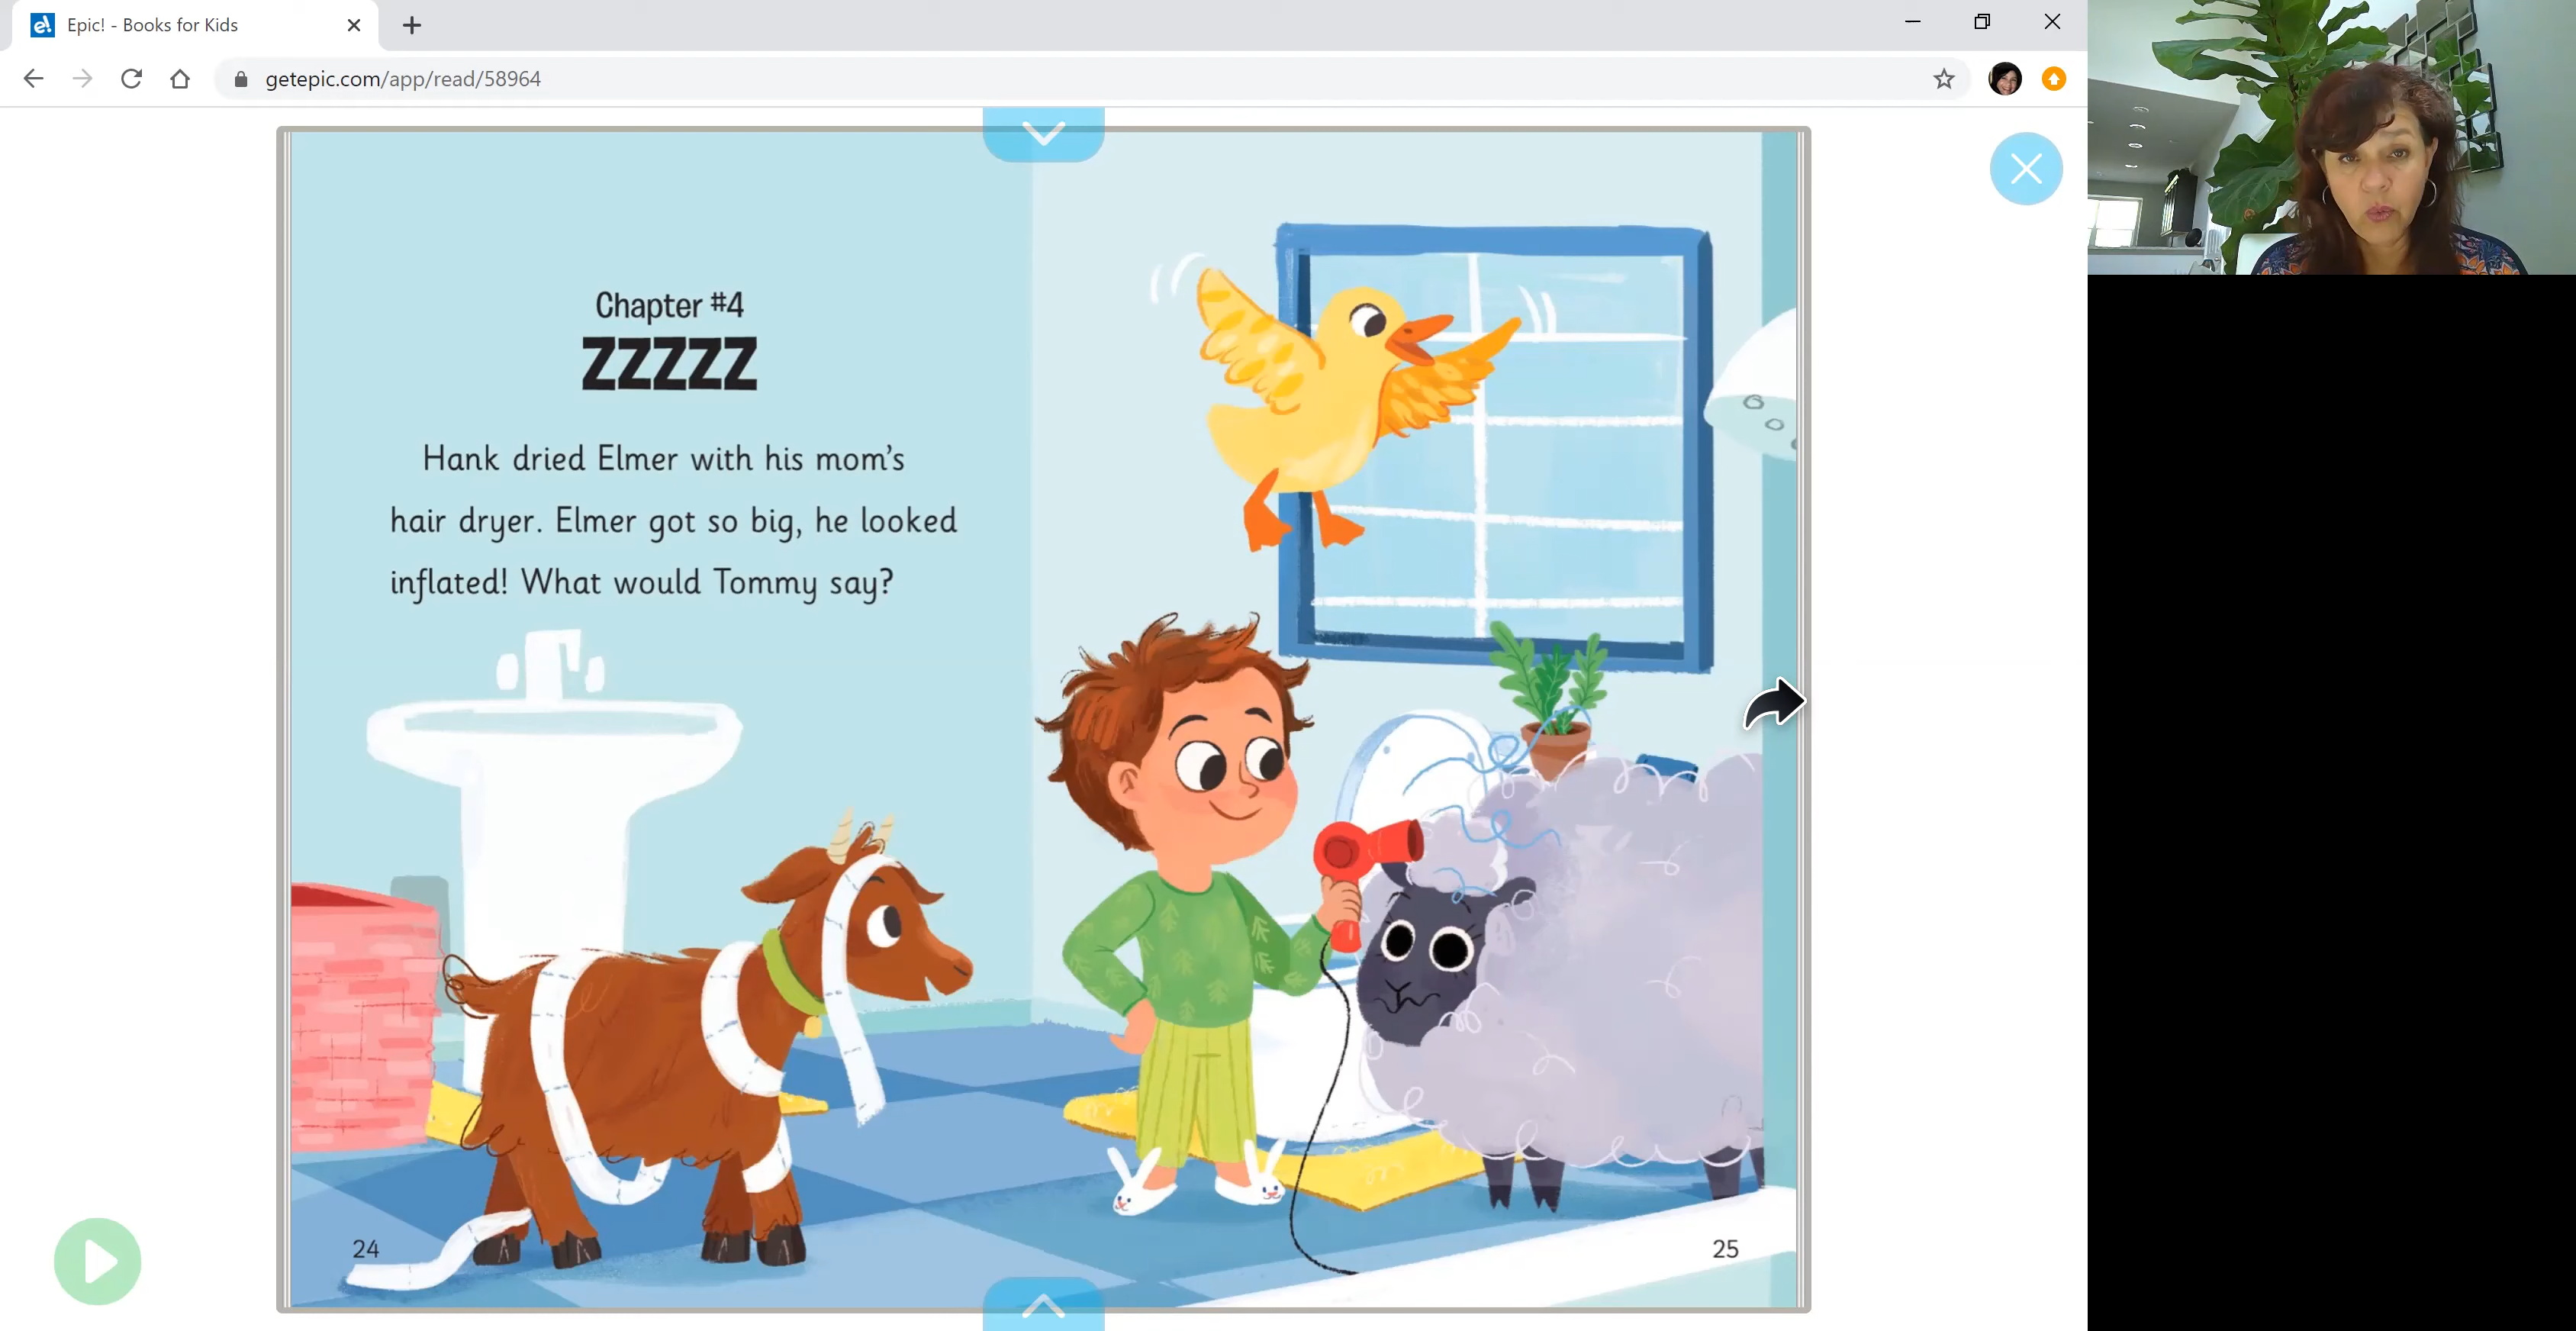 Epic! - Books for Kids
getepic.com/app/read/58964
Chapter #4
ZZZZZ
Hank dried Elmer with his mom's
hair dryer. Elmer got so big, he looked
inflated! What would Tommy say?
24
25